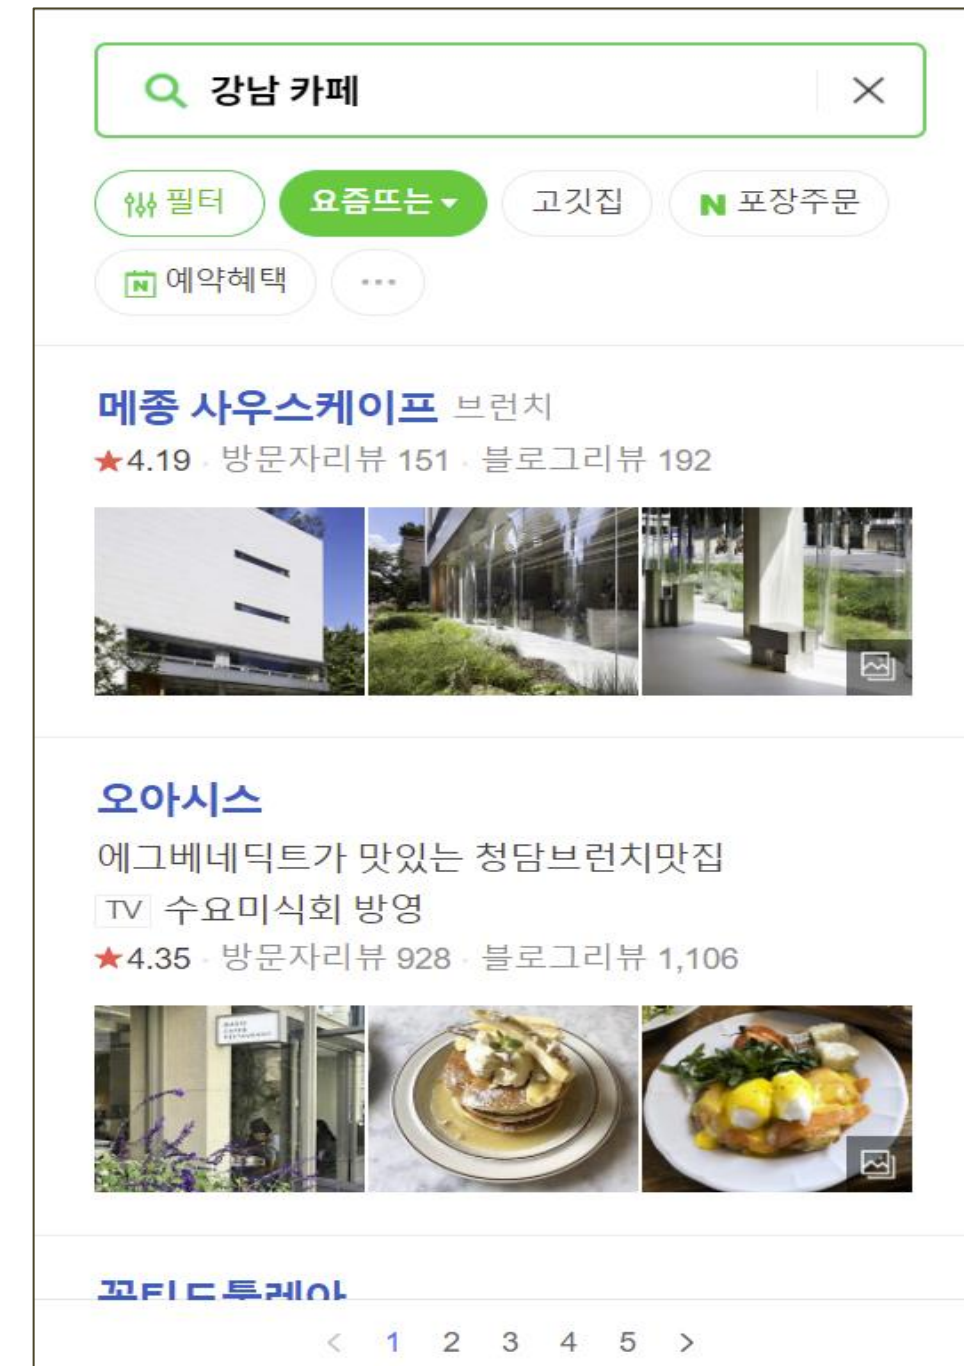 강남 카페
필터 요즘뜨는 고깃집 N 포장주문
N 예약혜택 ...
메종 사우스케이프 브런치
★4.19 · 방문자리뷰 151 · 블로그리뷰 192
오아시스
에그베네딕트가 맛있는 청담브런치맛집
TV 수요미식회 방영
★4.35 · 방문자리뷰 928 · 블로그리뷰 1,106
< 1 2 3 4 5 >